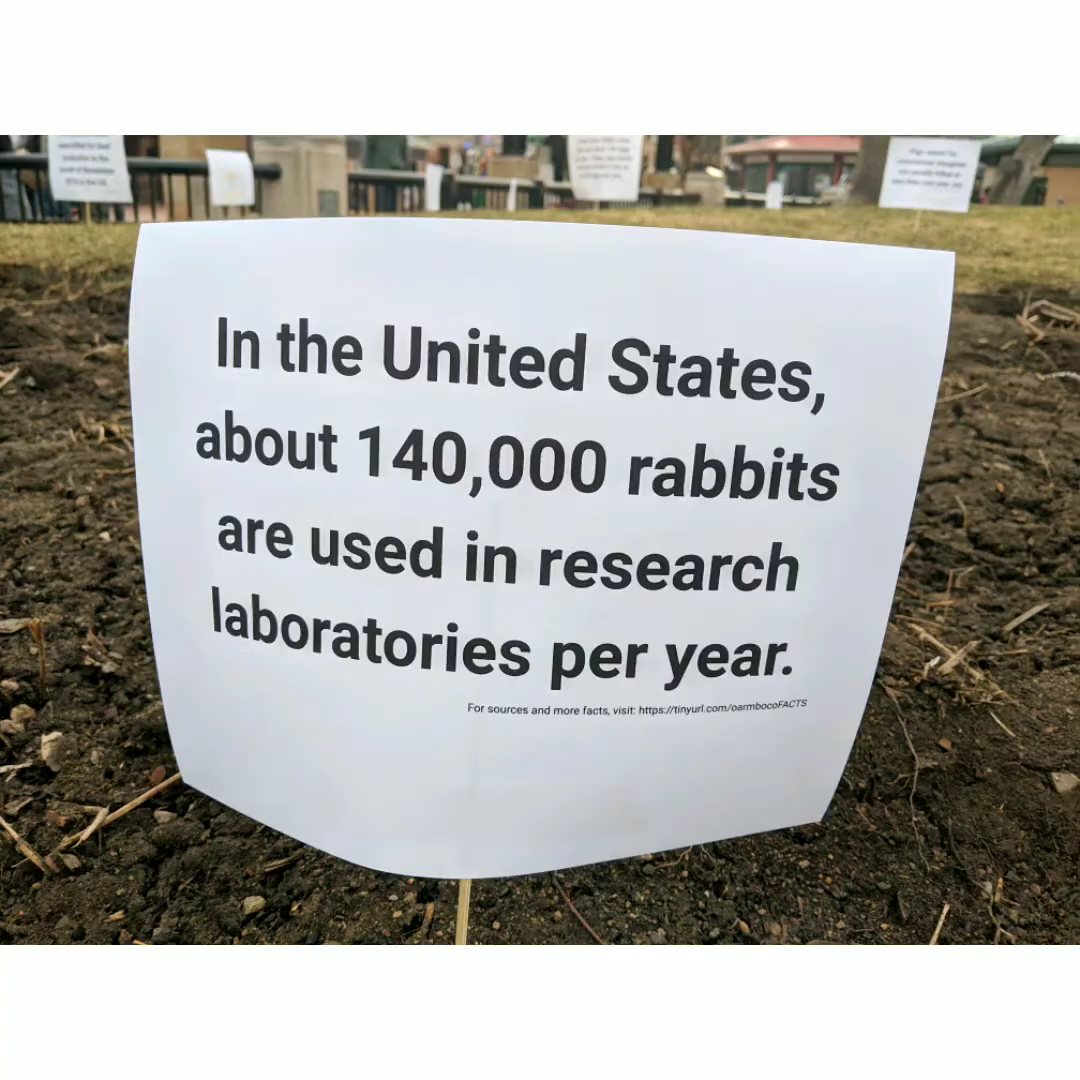 In the United States,
about 140,000 rabbits
are used in research
laboratories per year.
For sources and more facts, visit: https://tinyurl.com/oarmbocoFACTS